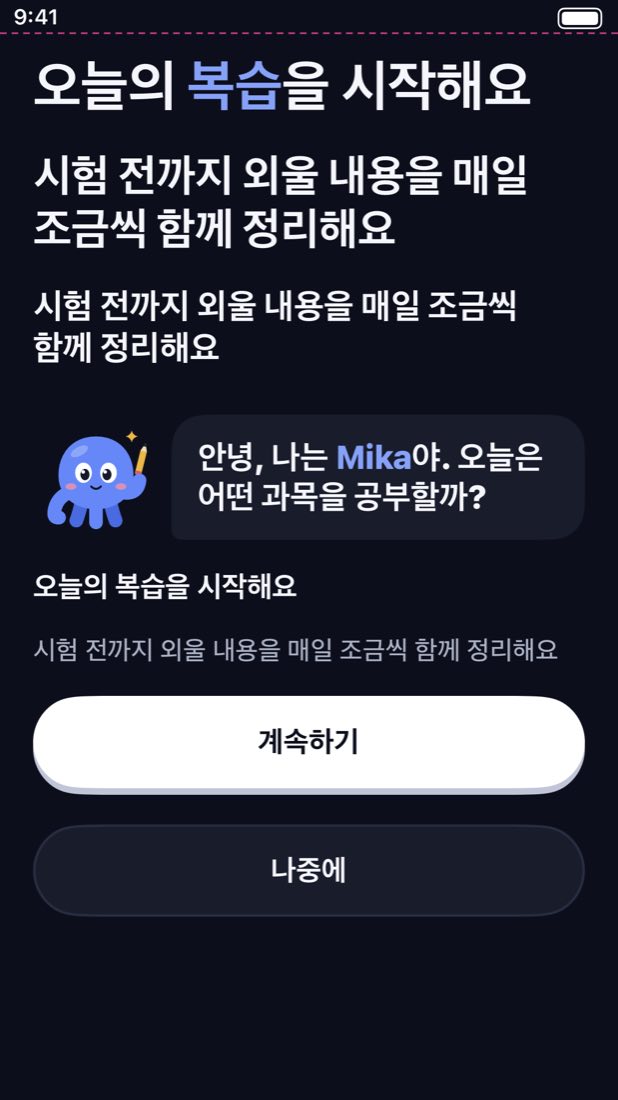 9:41
오늘의 복습을 시작해요
시험 전까지 외울 내용을 매일
조금씩 함께 정리해요
시험 전까지 외울 내용을 매일 조금씩
함께 정리해요
안녕, 나는 Mika야. 오늘은
어떤 과목을 공부할까?
오늘의 복습을 시작해요
시험 전까지 외울 내용을 매일 조금씩 함께 정리해요
계속하기
나중에